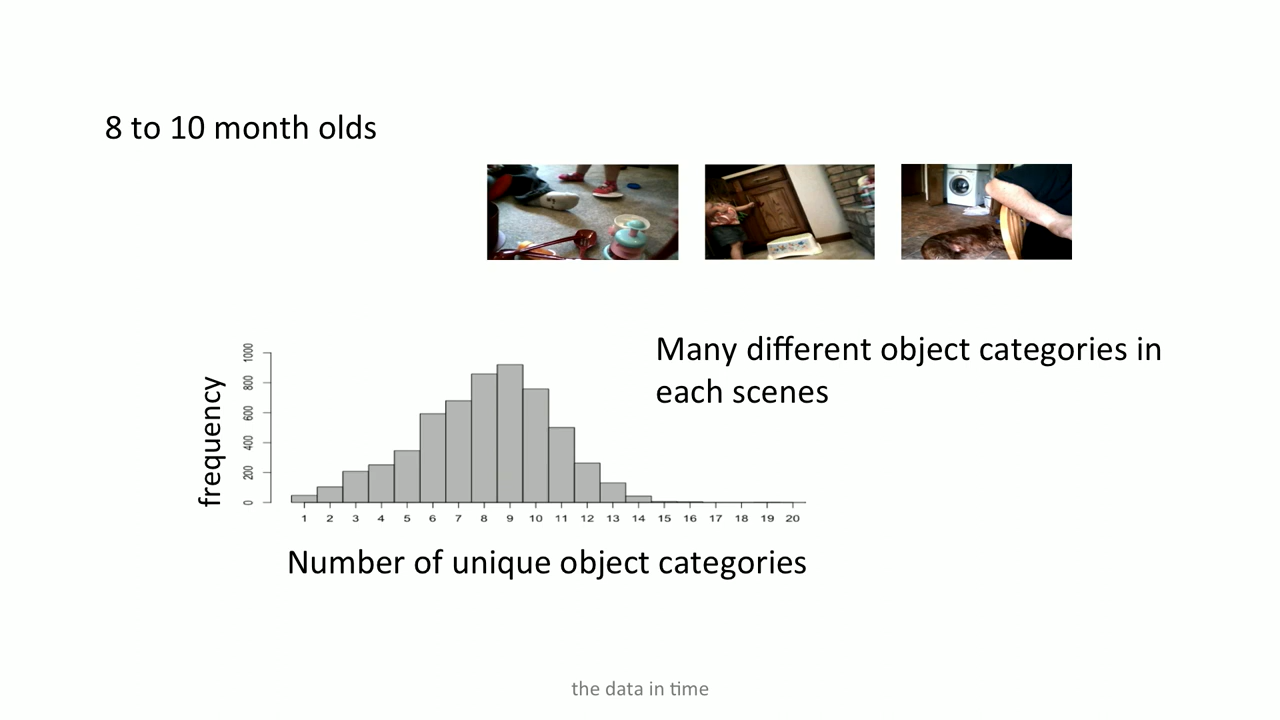 8 to 10 month olds
Many different object categories in
each scenes
frequency
1000
800
600
400
200
0
1 2 3 4 5 6 7 8 9 10 11 12 13 14 15 16 17 18 19 20
Number of unique object categories
the data in time